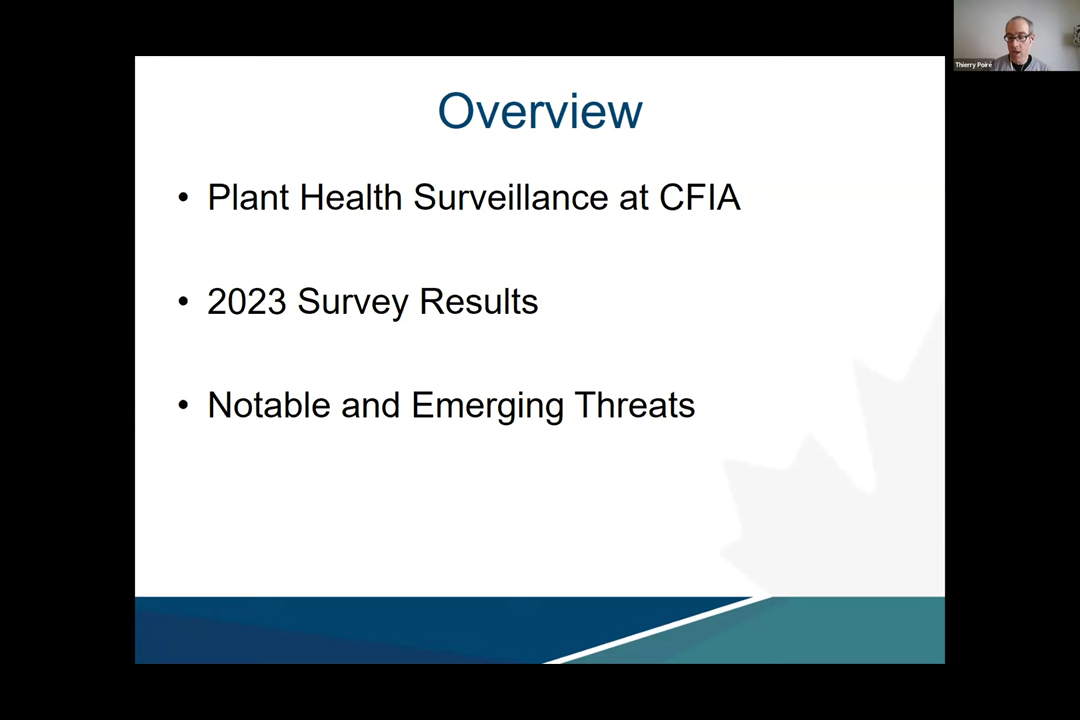 Thierry Poiré
Overview
• Plant Health Surveillance at CFIA
• 2023 Survey Results
• Notable and Emerging Threats